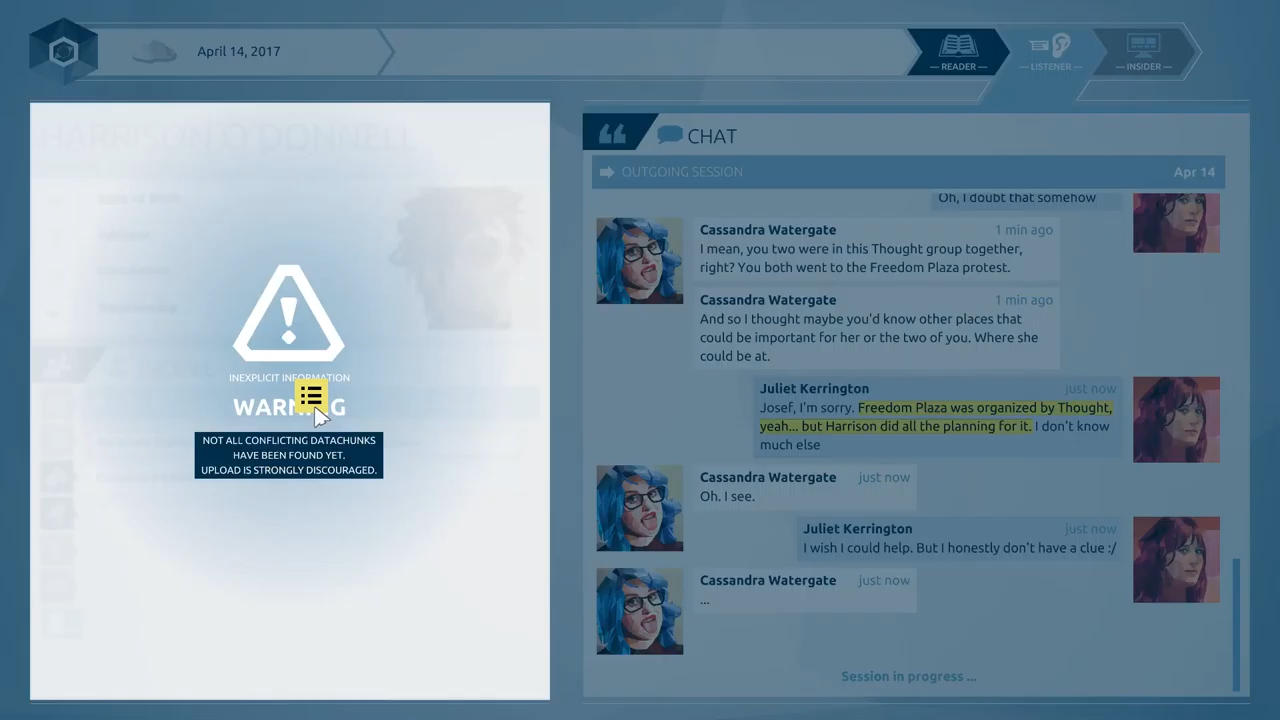 April 14, 2017
— READER —
— LISTENER —
— INSIDER —
HARRISON O'DONNELL
INEXPLICIT INFORMATION
NOT ALL CONFLICTING DATACHUNKS
HAVE BEEN FOUND YET.
UPLOAD IS STRONGLY DISCOURAGED.
CHAT
OUTGOING SESSION Apr 14
Oh, I doubt that somehow
Cassandra Watergate 1 min ago
I mean, you two were in this Thought group together,
right? You both went to the Freedom Plaza protest.
Cassandra Watergate 1 min ago
And so I thought maybe you'd know other places that
could be important for her or the two of you. Where she
could be at.
Juliet Kerrington just now
Josef, I'm sorry. Freedom Plaza was organized by Thought,
yeah... but Harrison did all the planning for it. I don't know
much else
Cassandra Watergate just now
Oh. I see.
Juliet Kerrington just now
I wish I could help. But I honestly don't have a clue :/
Cassandra Watergate just now
...
Session in progress ...